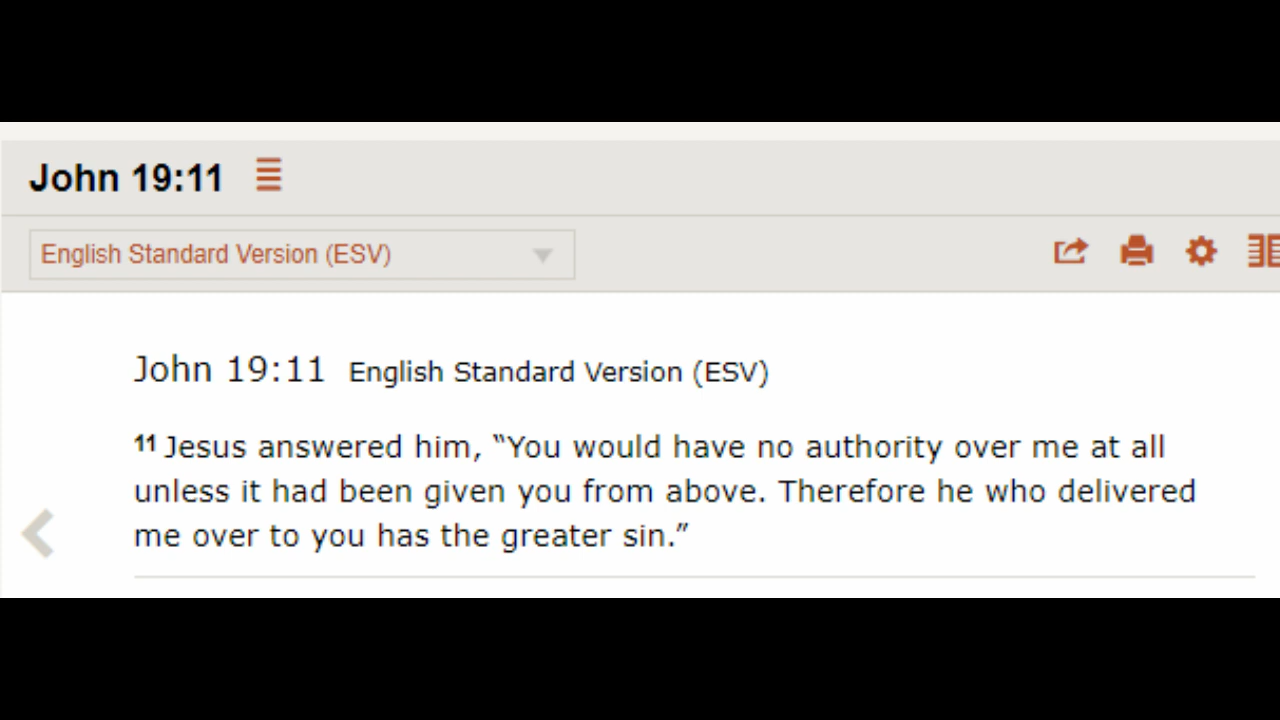 John 19:11
English Standard Version (ESV)
John 19:11 English Standard Version (ESV)
11 Jesus answered him, “You would have no authority over me at all
unless it had been given you from above. Therefore he who delivered
me over to you has the greater sin.”